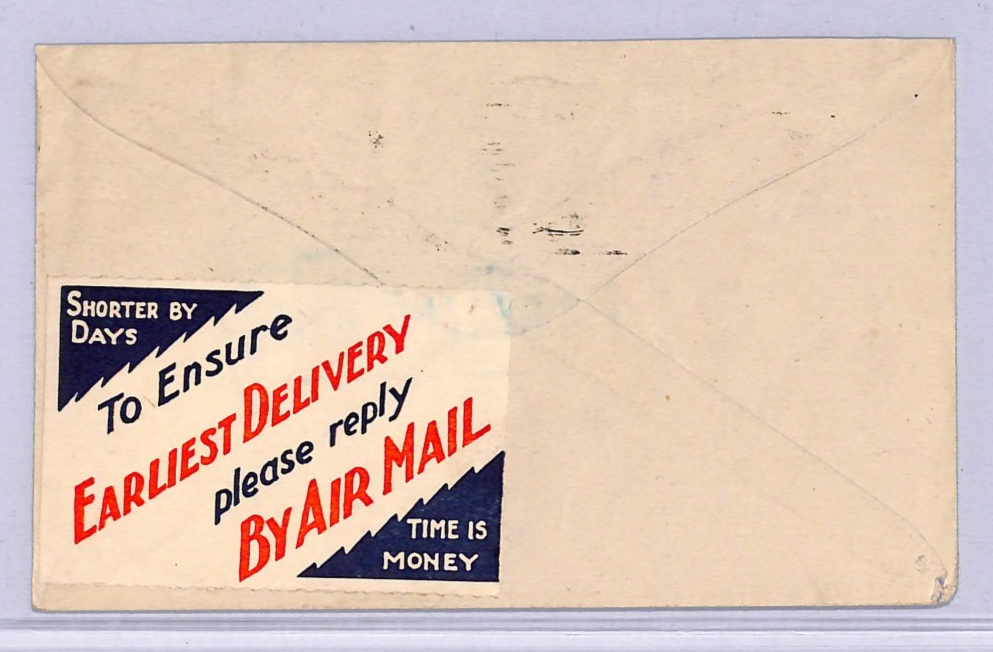 SHORTER BY
DAYS
To Ensure
EARLIEST DELIVERY
please reply
BY AIR MAIL
TIME IS
MONEY